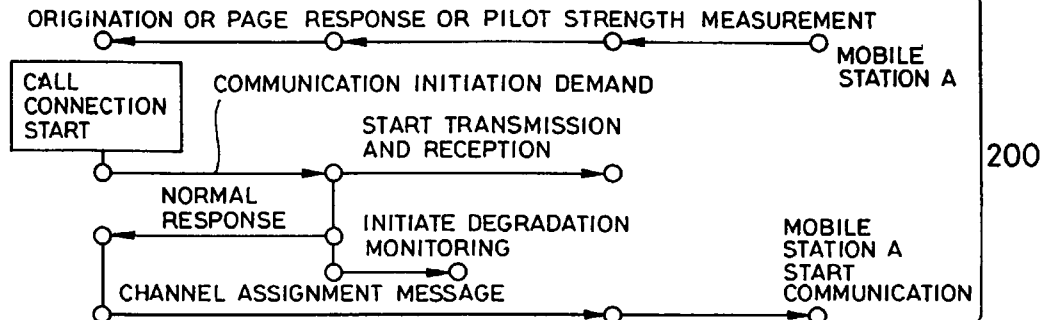 ORIGINATION OR PAGE RESPONSE OR PILOT STRENGTH MEASUREMENT
MOBILE
STATION A
CALL
CONNECTION
START
COMMUNICATION INITIATION DEMAND
START TRANSMISSION
AND RECEPTION
200
NORMAL
RESPONSE
INITIATE DEGRADATION
MONITORING
MOBILE
STATION A
START
COMMUNICATION
CHANNEL ASSIGNMENT MESSAGE